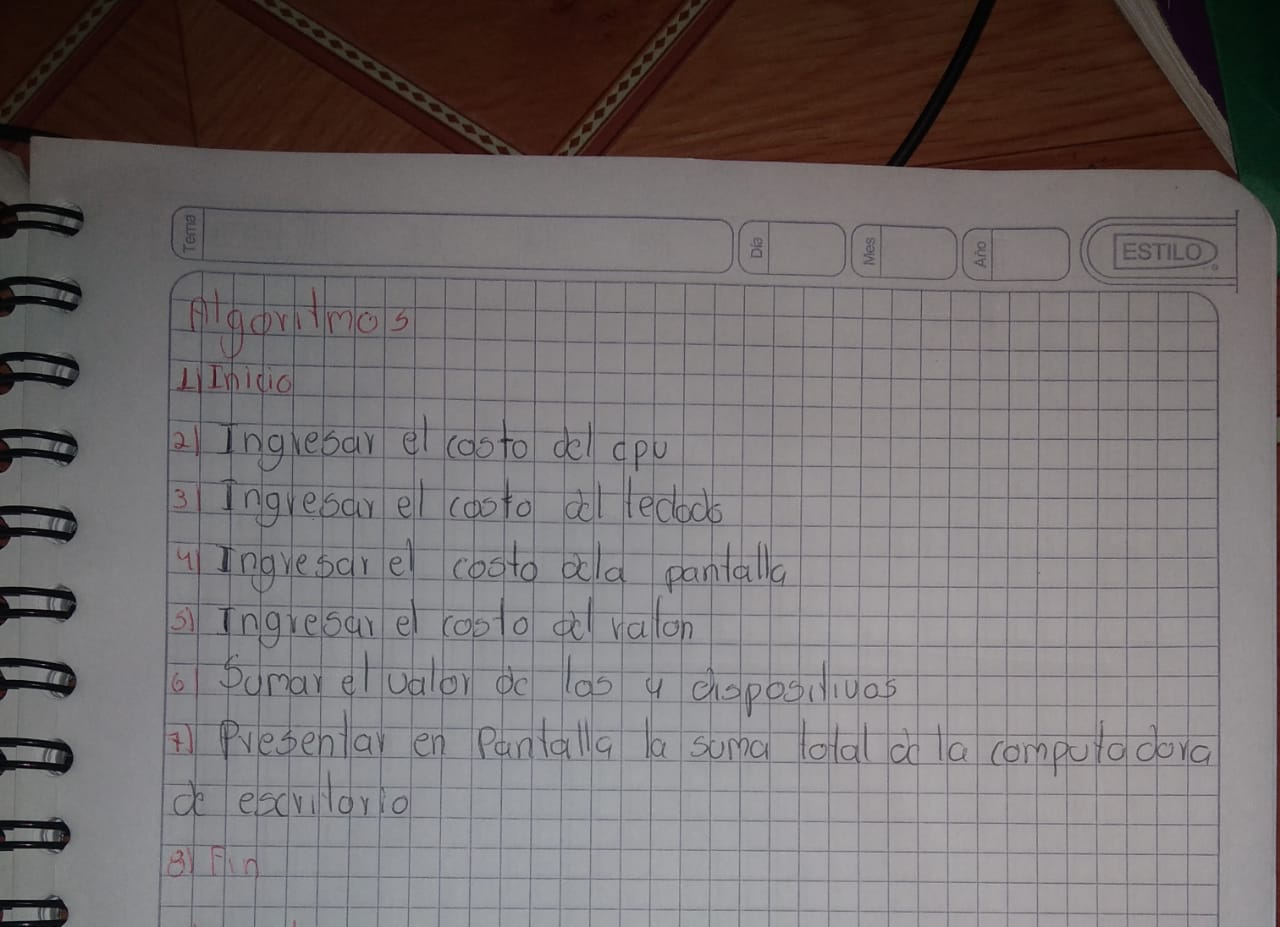 Tema
Día
Mes
Año
ESTILO
Algoritmos
1) Inicio
2) Ingresar el costo del cpu
3) Ingresar el costo del teclado
4) Ingresar el costo de la pantalla
5) Ingresar el costo del raton
6) Sumar el valor de los 4 dispositivos
7) Presentar en Pantalla la suma total de la computadora
de escritorio
8) Fin